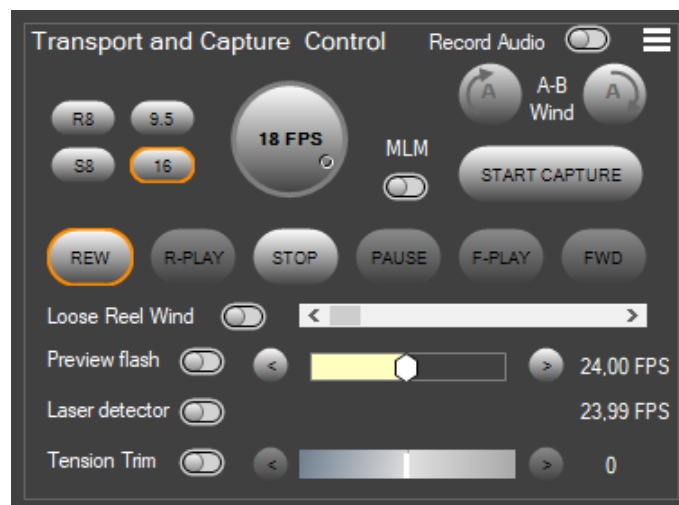 Transport and Capture Control Record Audio
A A-B Wind A
R8 9.5
18 FPS
MLM
S8 16
START CAPTURE
REW R-PLAY STOP PAUSE F-PLAY FWD
Loose Reel Wind < >
Preview flash < > 24,00 FPS
Laser detector 23,99 FPS
Tension Trim < > 0